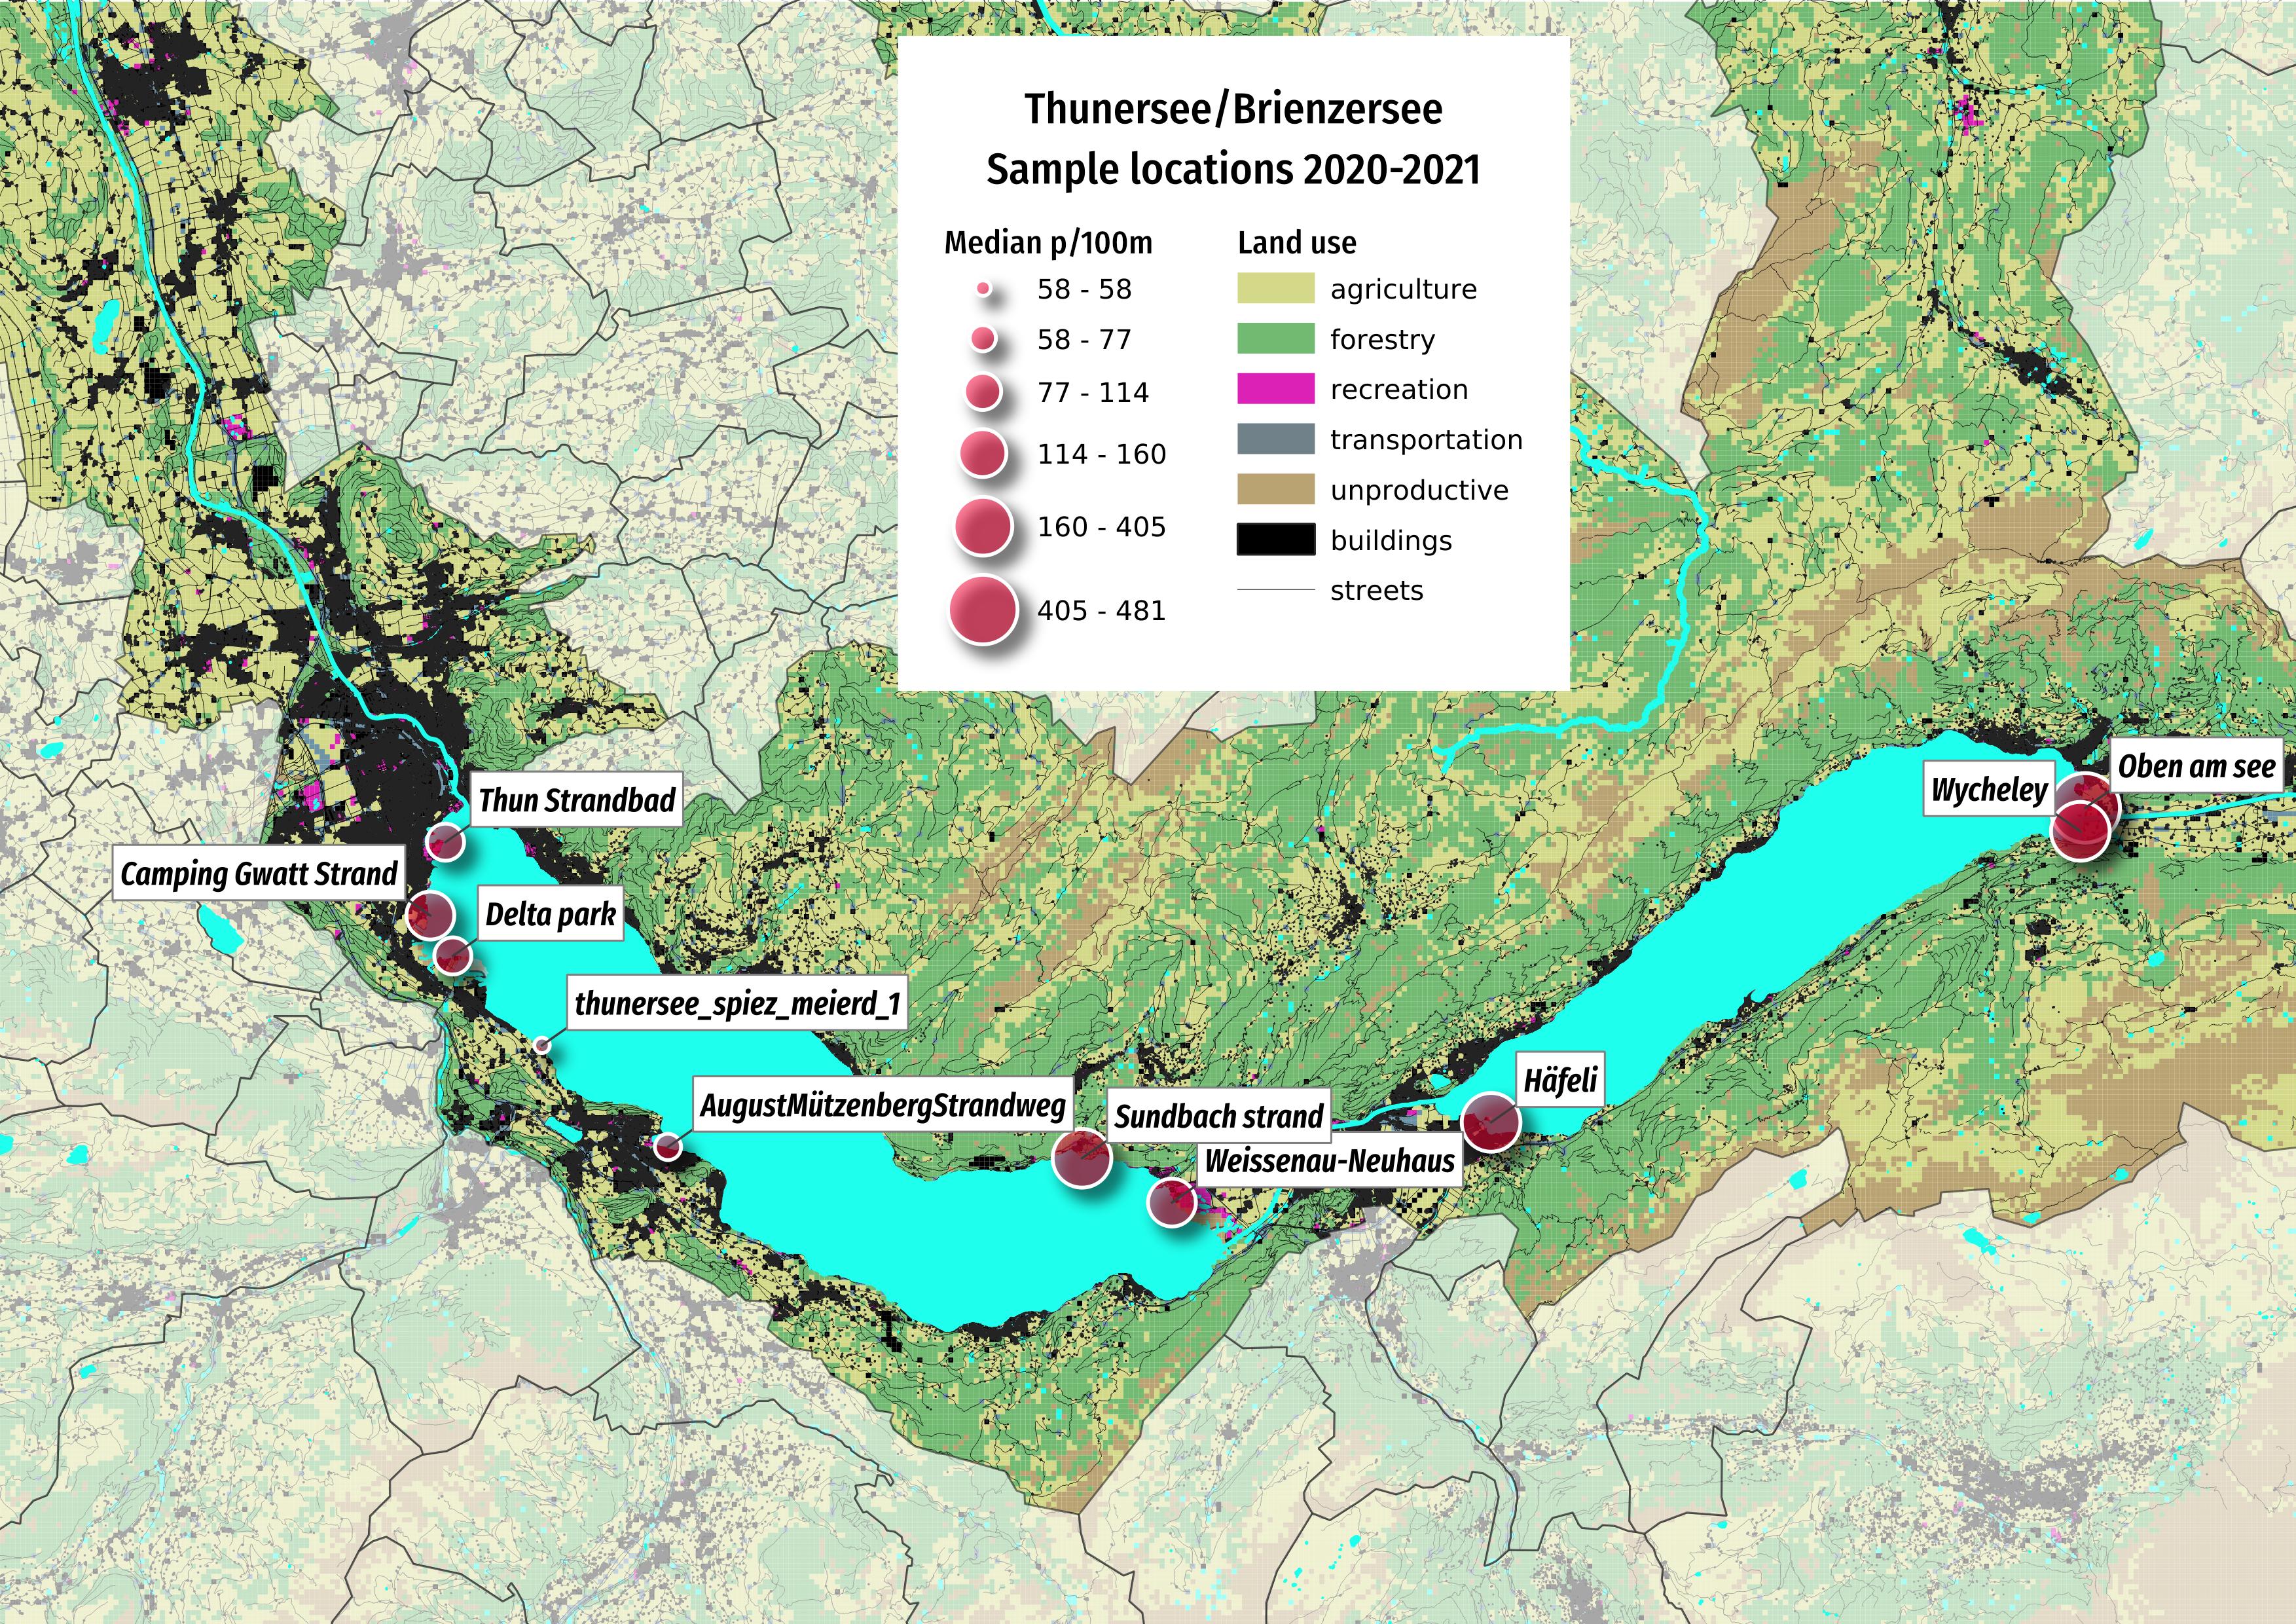 Thunersee/Brienzersee
Sample locations 2020-2021
Median p/100m
58 - 58
58 - 77
77 - 114
114 - 160
160 - 405
405 - 481
Land use
agriculture
forestry
recreation
transportation
unproductive
buildings
streets
Oben am see
Wycheley
Thun Strandbad
Camping Gwatt Strand
Delta park
thunersee_spiez_meierd_1
AugustMützenbergStrandweg
Sundbach strand
Häfeli
Weissenau-Neuhaus